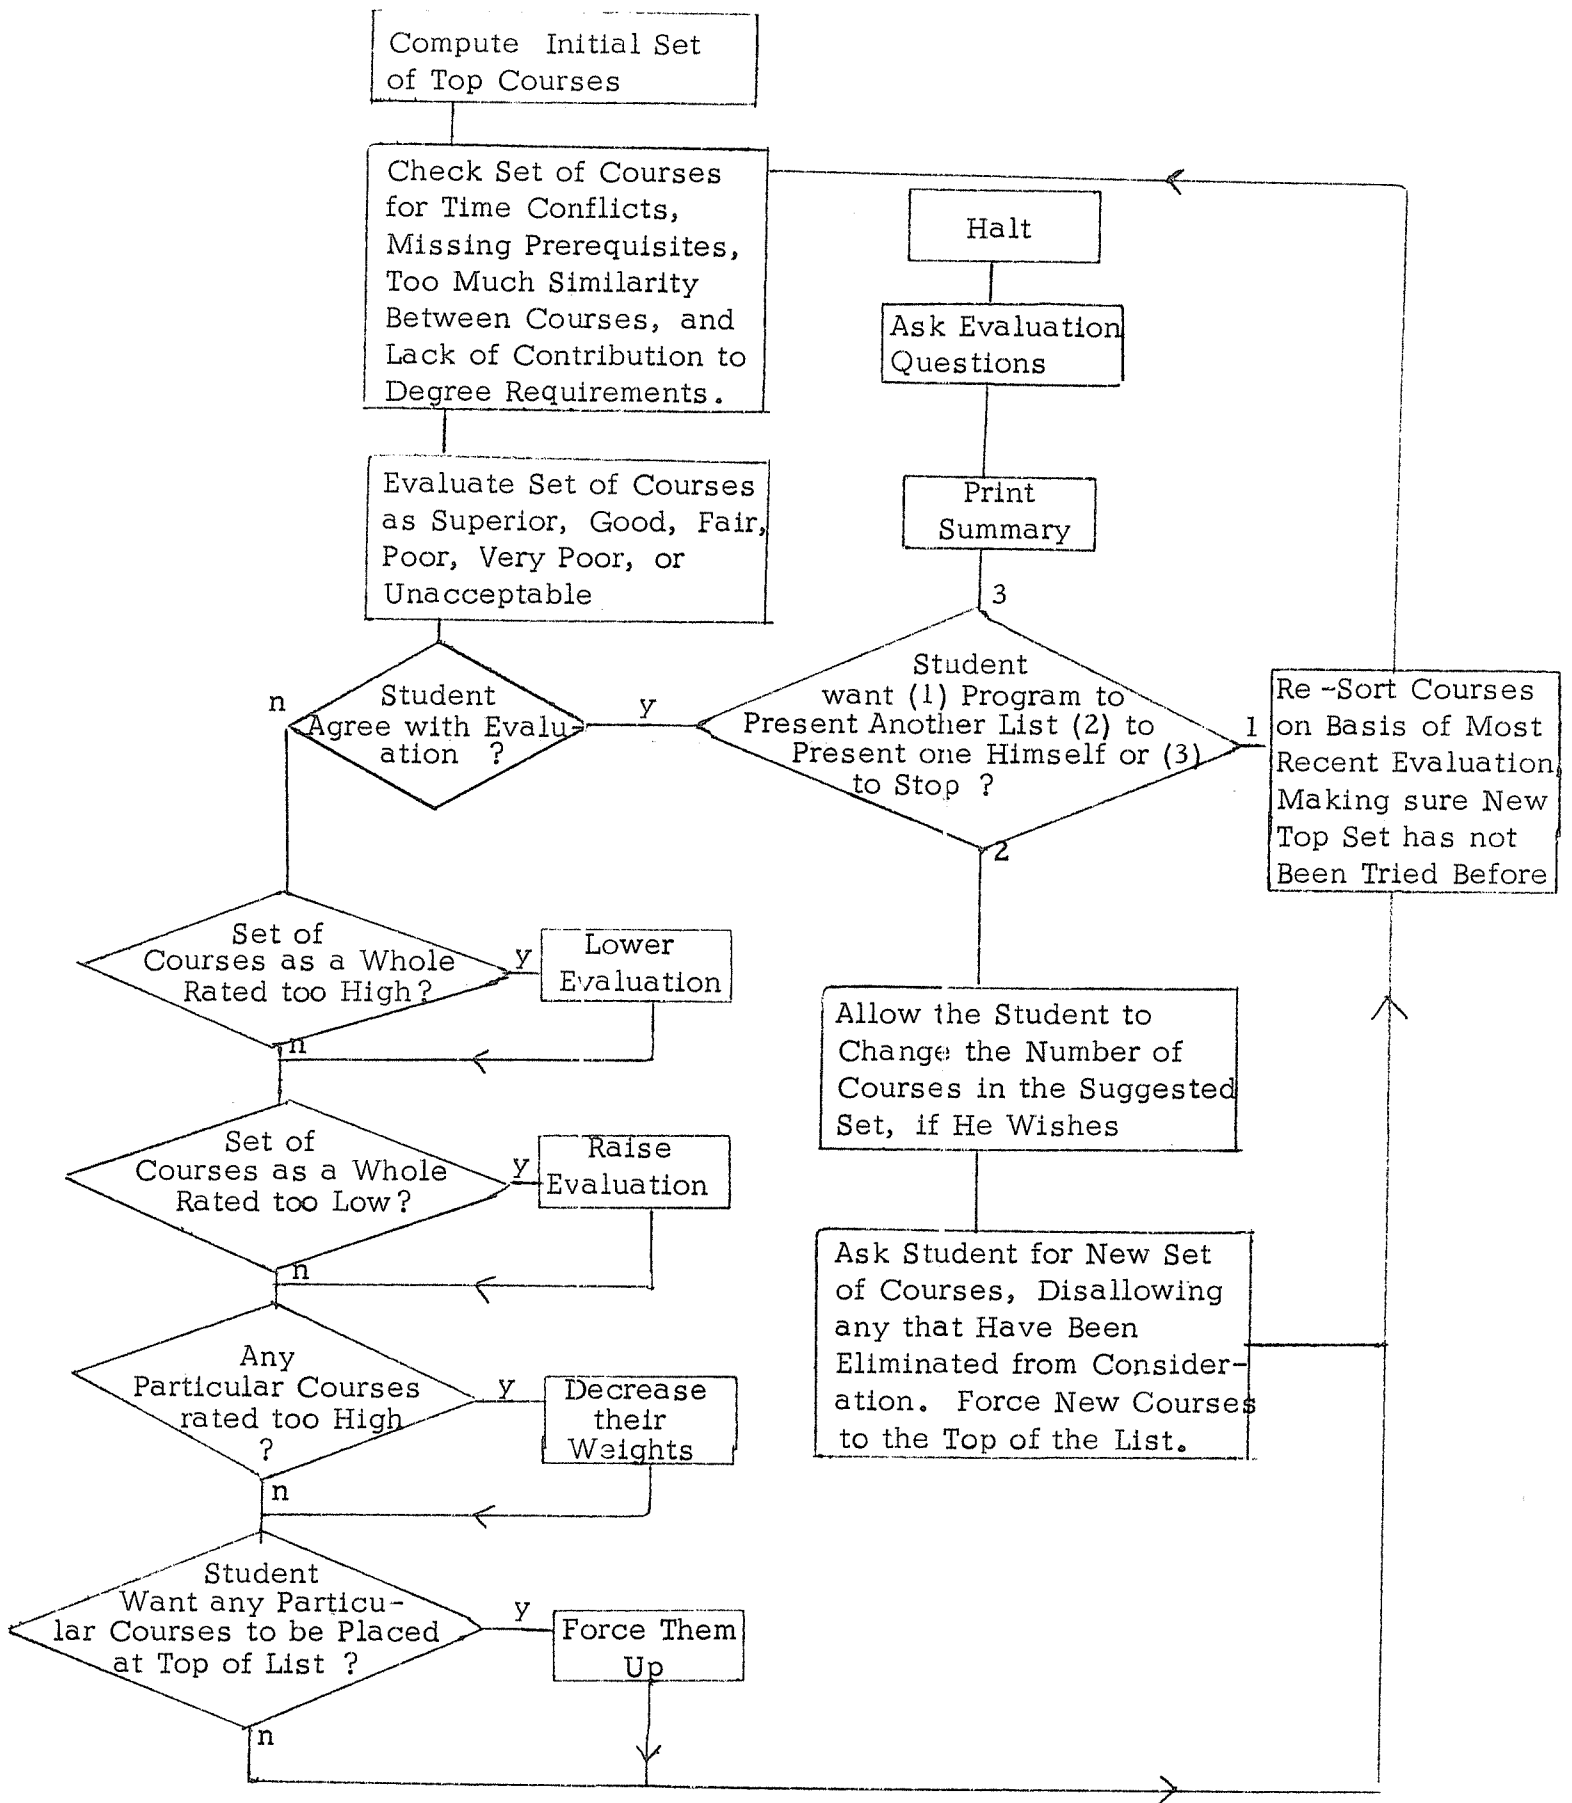 Compute Initial Set
of Top Courses
Check Set of Courses
for Time Conflicts,
Missing Prerequisites,
Too Much Similarity
Between Courses, and
Lack of Contribution to
Degree Requirements.
Evaluate Set of Courses
as Superior, Good, Fair,
Poor, Very Poor, or
Unacceptable
Student
Agree with Evalu-
ation ?
n
y
Halt
Ask Evaluation
Questions
Print
Summary
3
Student
want (1) Program to
Present Another List (2) to
Present one Himself or (3)
to Stop ?
1
2
Re-Sort Courses
on Basis of Most
Recent Evaluation,
Making sure New
Top Set has not
Been Tried Before
Set of
Courses as a Whole
Rated too High?
y
n
Lower
Evaluation
Set of
Courses as a Whole
Rated too Low?
y
n
Raise
Evaluation
Any
Particular Courses
rated too High
?
y
n
Decrease
their
Weights
Student
Want any Particu-
lar Courses to be Placed
at Top of List ?
y
n
Force Them
Up
Allow the Student to
Change the Number of
Courses in the Suggested
Set, if He Wishes
Ask Student for New Set
of Courses, Disallowing
any that Have Been
Eliminated from Consider-
ation. Force New Courses
to the Top of the List.